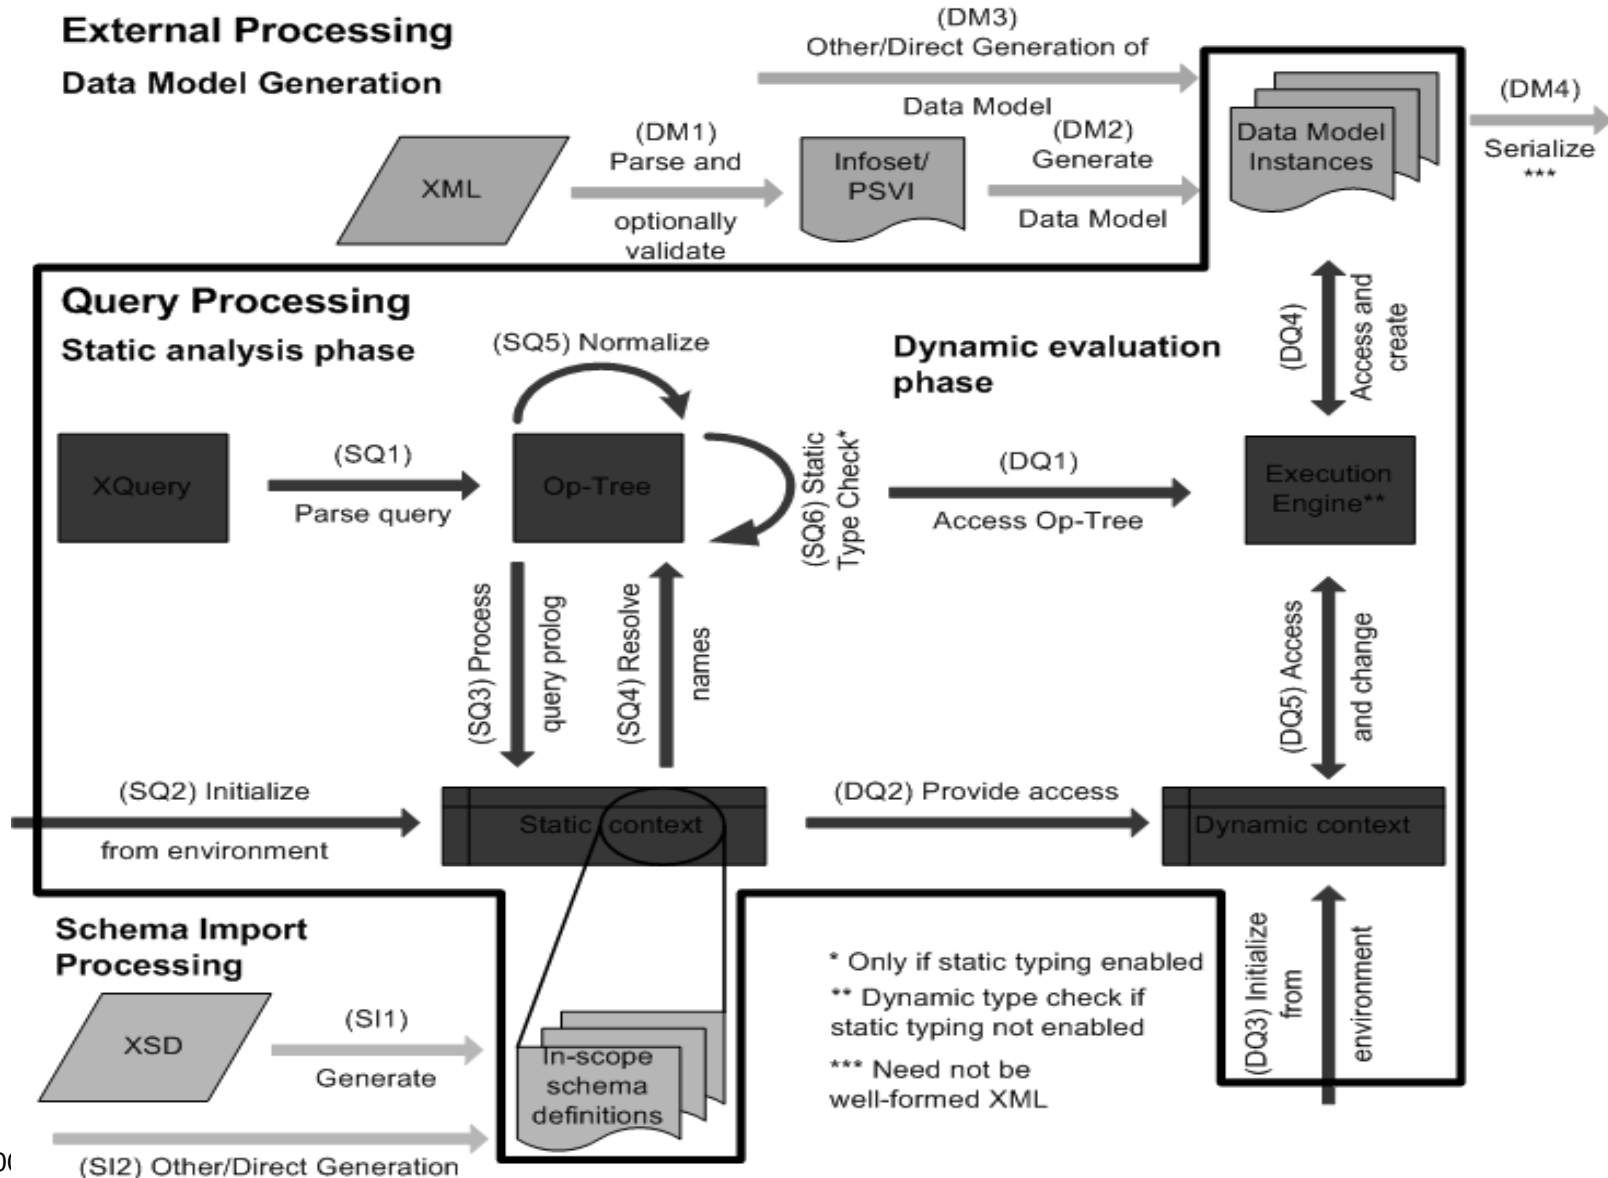 External Processing
Data Model Generation
(DM3)
Other/Direct Generation of
Data Model
XML
(DM1)
Parse and
optionally
validate
Infoset/
PSVI
(DM2)
Generate
Data Model
Data Model
Instances
(DM4)
Serialize
***
Query Processing
Static analysis phase
(SQ5) Normalize
Dynamic evaluation
phase
(DQ4)
Access and
create
XQuery
(SQ1)
Parse query
Op-Tree
(SQ6) Static
Type Check*
(DQ1)
Access Op-Tree
Execution
Engine**
(SQ3) Process
query prolog
(SQ4) Resolve
names
(DQ5) Access
and change
(SQ2) Initialize
from environment
Static context
(DQ2) Provide access
Dynamic context
Schema Import
Processing
XSD
(SI1)
Generate
In-scope
schema
definitions
(SI2) Other/Direct Generation
* Only if static typing enabled
** Dynamic type check if
static typing not enabled
*** Need not be
well-formed XML
(DQ3) Initialize
from
environment